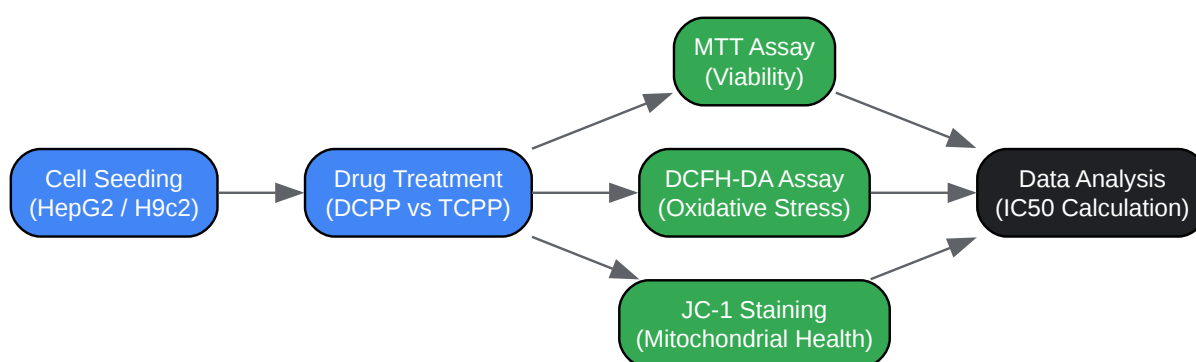 Cell Seeding
(HepG2 / H9c2)
Drug Treatment
(DCPP vs TCPP)
MTT Assay
(Viability)
DCFH-DA Assay
(Oxidative Stress)
JC-1 Staining
(Mitochondrial Health)
Data Analysis
(IC50 Calculation)